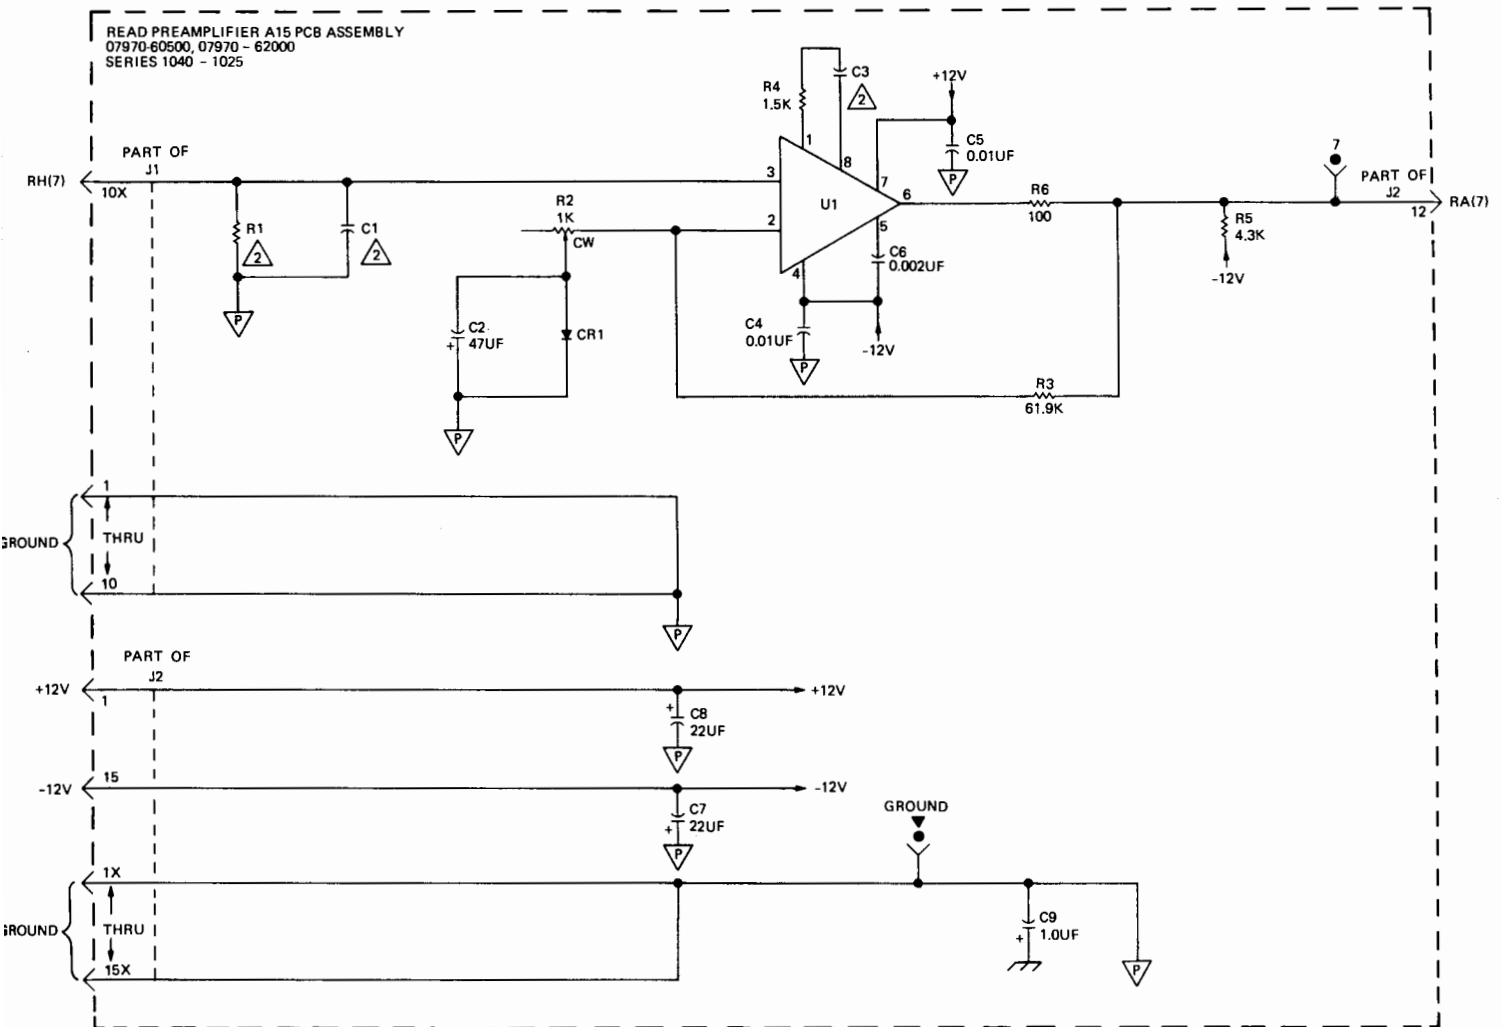 READ PREAMPLIFIER A15 PCB ASSEMBLY
07970-60500, 07970 - 62000
SERIES 1040 - 1025
R4
1.5K
C3
2
+12V
1
8
C5
0.01UF
P
7
PART OF
J1
RH(7)
10X
3
7
6
R6
100
PART OF
J2
12
RA(7)
R1
2
C1
2
R2
1K
CW
2
U1
5
C6
0.002UF
4
R5
4.3K
-12V
P
C2
47UF
+
CR1
C4
0.01UF
-12V
P
R3
61.9K
P
1
GROUND
THRU
10
P
PART OF
J2
+12V
1
+12V
+
C8
22UF
P
-12V
15
-12V
C7
22UF
+
P
GROUND
1X
GROUND
THRU
15X
C9
1.0UF
+
P